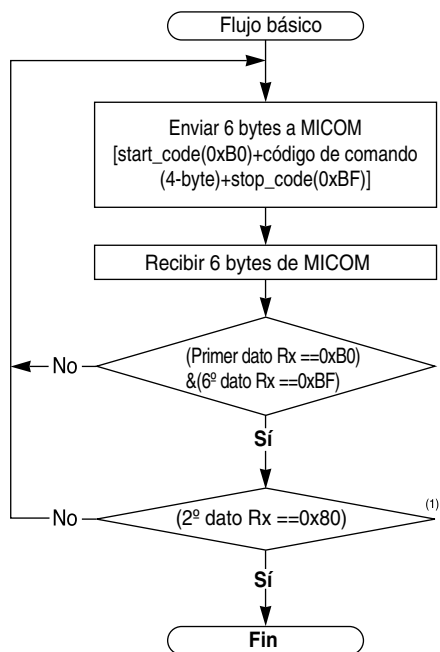 Flujo básico
Enviar 6 bytes a MICOM
[start_code(0xB0)+código de comando
(4-byte)+stop_code(0xBF)]
Recibir 6 bytes de MICOM
(Primer dato Rx ==0xB0)
&(6º dato Rx ==0xBF)
No
Sí
(2º dato Rx ==0x80)
(1)
No
Sí
Fin